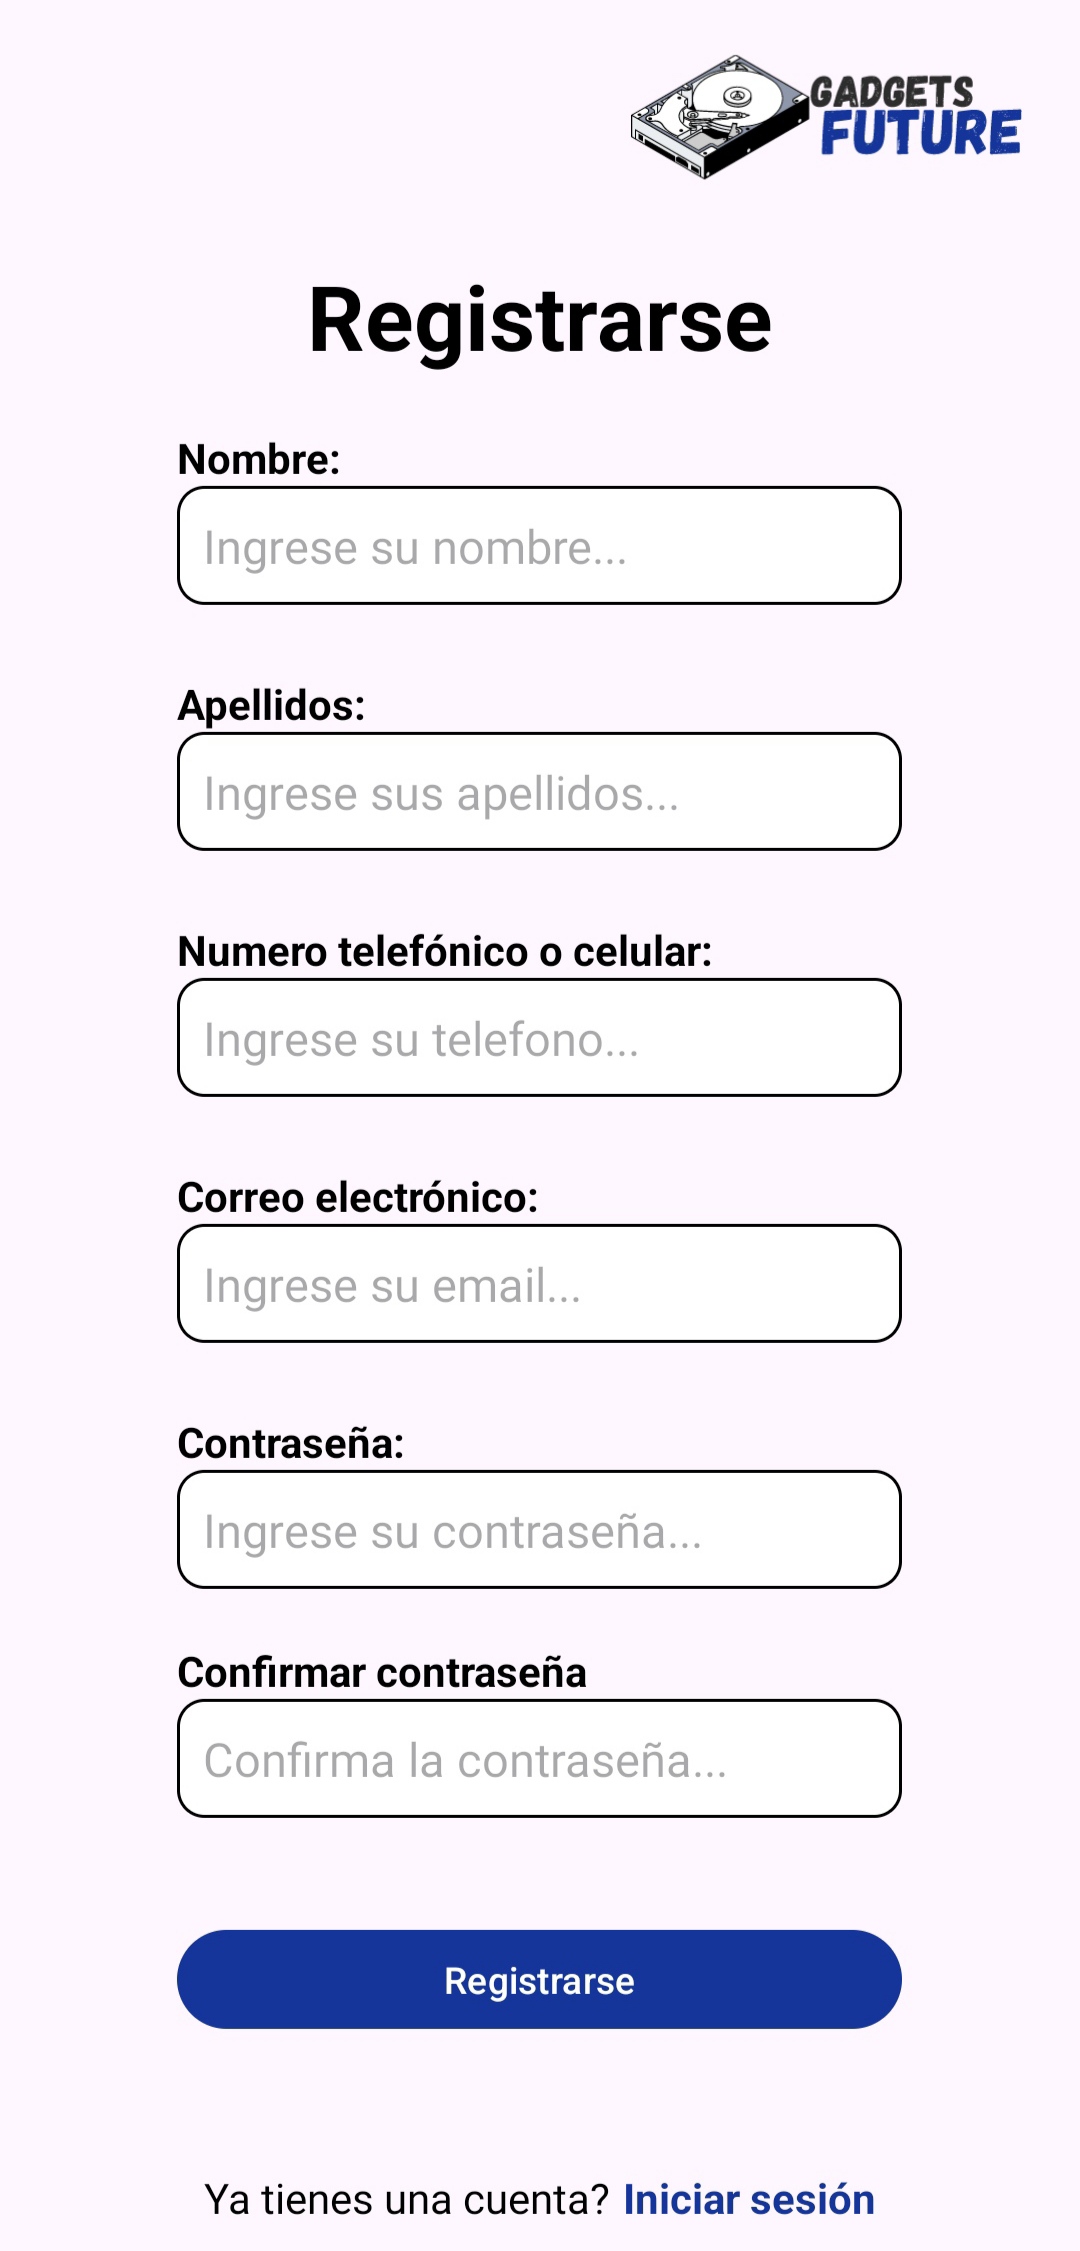 GADGETS
FUTURE
Registrarse
Nombre:
Ingrese su nombre...
Apellidos:
Ingrese sus apellidos...
Numero telefónico o celular:
Ingrese su telefono...
Correo electrónico:
Ingrese su email...
Contraseña:
Ingrese su contraseña...
Confirmar contraseña
Confirma la contraseña...
Registrarse
Ya tienes una cuenta? Iniciar sesión